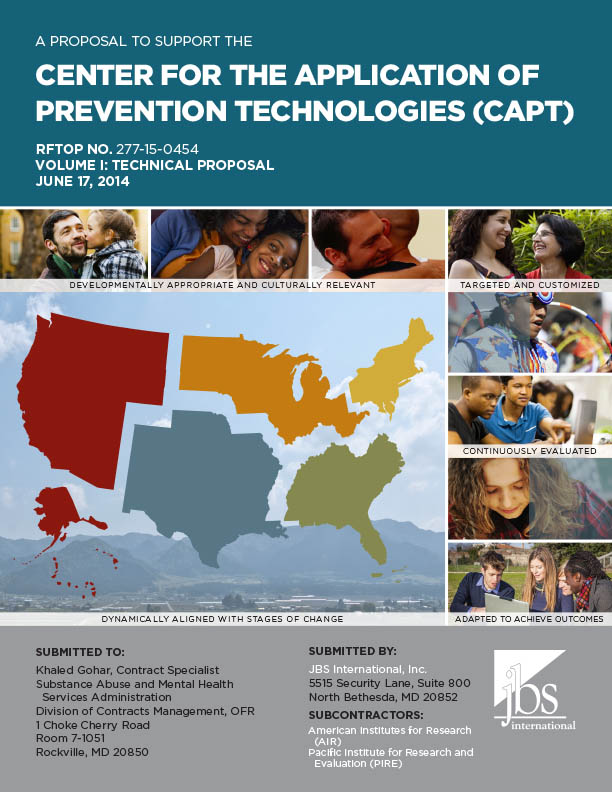 A PROPOSAL TO SUPPORT THE
CENTER FOR THE APPLICATION OF
PREVENTION TECHNOLOGIES (CAPT)
RFTOP NO. 277-15-0454
VOLUME I: TECHNICAL PROPOSAL
JUNE 17, 2014
DEVELOPMENTALLY APPROPRIATE AND CULTURALLY RELEVANT
TARGETED AND CUSTOMIZED
CONTINUOUSLY EVALUATED
DYNAMICALLY ALIGNED WITH STAGES OF CHANGE
ADAPTED TO ACHIEVE OUTCOMES
SUBMITTED TO:
Khaled Gohar, Contract Specialist
Substance Abuse and Mental Health
Services Administration
Division of Contracts Management, OFR
1 Choke Cherry Road
Room 7-1051
Rockville, MD 20850
SUBMITTED BY:
JBS International, Inc.
5515 Security Lane, Suite 800
North Bethesda, MD 20852
SUBCONTRACTORS:
American Institutes for Research
(AIR)
Pacific Institute for Research and
Evaluation (PIRE)
jbs
international